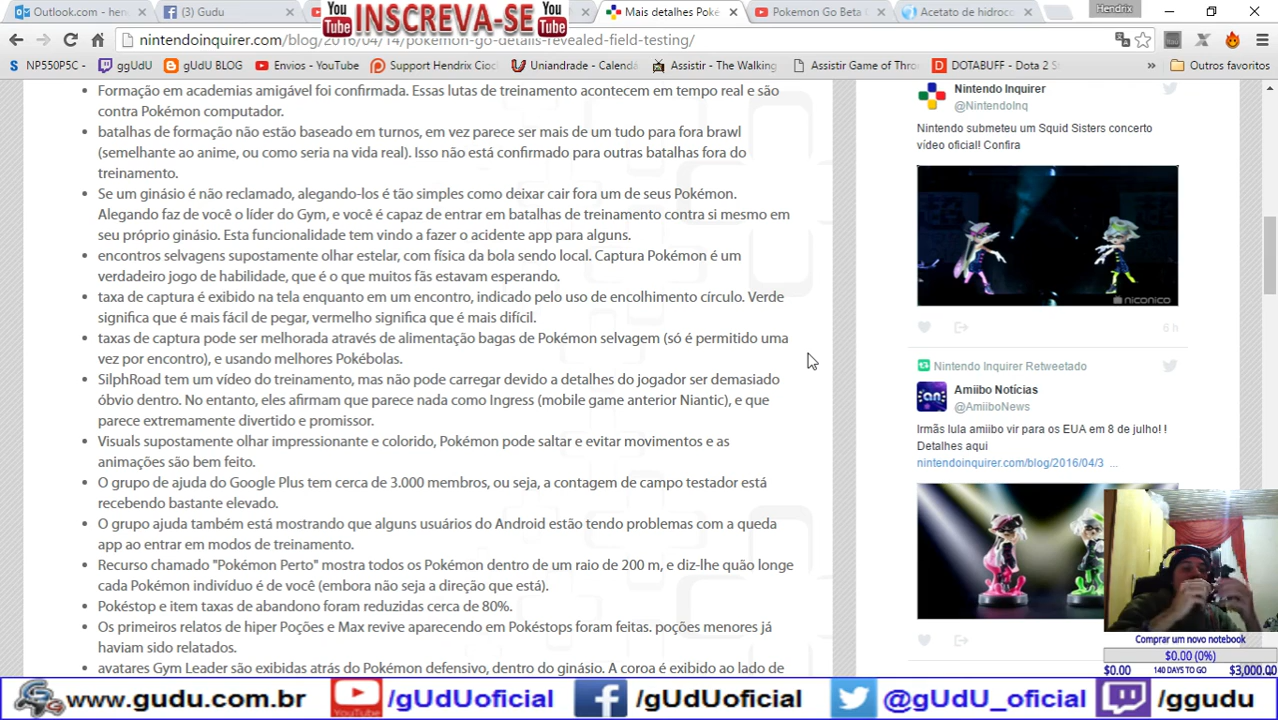 You Tube INSCREVA-SE You Tube
Outlook.com - hen
(3) Gudu
Mais detalhes Poke
Pokemon Go Beta
Acetato de hidroco
Hendrix
nintendoinquirer.com/blog/2016/04/14/pokemon-go-details-revealed-field-testing/
NP550P5C -
ggUdU
gUdU BLOG
Envios - YouTube
Support Hendrix Cioc
Uniandrade - Calenda
Assistir - The Walking
Assistir Game of Thro
DOTABUFF - Dota 2 S
Outros favoritos
Formação em academias amigável foi confirmada. Essas lutas de treinamento acontecem em tempo real e são
contra Pokémon computador.
batalhas de formação não estão baseado em turnos, em vez parece ser mais de um tudo para fora brawl
(semelhante ao anime, ou como seria na vida real). Isso não está confirmado para outras batalhas fora do
treinamento.
Se um ginásio é não reclamado, alegando-los é tão simples como deixar cair fora um de seus Pokémon.
Alegando faz de você o líder do Gym, e você é capaz de entrar em batalhas de treinamento contra si mesmo em
seu próprio ginásio. Esta funcionalidade tem vindo a fazer o acidente app para alguns.
encontros selvagens supostamente olhar estelar, com física da bola sendo local. Captura Pokémon é um
verdadeiro jogo de habilidade, que é o que muitos fãs estavam esperando.
taxa de captura é exibido na tela enquanto em um encontro, indicado pelo uso de encolhimento círculo. Verde
significa que é mais fácil de pegar, vermelho significa que é mais difícil.
taxas de captura pode ser melhorada através de alimentação bagas de Pokémon selvagem (só é permitido uma
vez por encontro), e usando melhores Pokébolas.
SilphRoad tem um vídeo do treinamento, mas não pode carregar devido a detalhes do jogador ser demasiado
óbvio dentro. No entanto, eles afirmam que parece nada como Ingress (mobile game anterior Niantic), e que
parece extremamente divertido e promissor.
Visuals supostamente olhar impressionante e colorido, Pokémon pode saltar e evitar movimentos e as
animações são bem feito.
O grupo de ajuda do Google Plus tem cerca de 3.000 membros, ou seja, a contagem de campo testador está
recebendo bastante elevado.
O grupo ajuda também está mostrando que alguns usuários do Android estão tendo problemas com a queda
app ao entrar em modos de treinamento.
Recurso chamado "Pokémon Perto" mostra todos os Pokémon dentro de um raio de 200 m, e diz-lhe quão longe
cada Pokémon indivíduo é de você (embora não seja a direção que está).
Pokéstop e item taxas de abandono foram reduzidas cerca de 80%.
Os primeiros relatos de hiper Poções e Max revive aparecendo em Pokéstops foram feitas. poções menores já
haviam sido relatados.
avatares Gym Leader são exibidas atrás do Pokémon defensivo, dentro do ginásio. A coroa é exibido ao lado de
Nintendo Inquirer
@NintendoInq
Nintendo submeteu um Squid Sisters concerto
vídeo oficial! Confira
niconico
6 h
Nintendo Inquirer Retweetado
Amiibo Notícias
@AmiiboNews
Irmãs lula amiibo vir para os EUA em 8 de julho! !
Detalhes aqui
nintendoinquirer.com/blog/2016/04/3 ...
Comprar um novo notebook
$0.00 (0%)
$0.00 140 DAYS TO GO $3,000.00
www.gudu.com.br
YouTube /gUdUoficial
/gUdUoficial
@gUdU_oficial
/ggudu